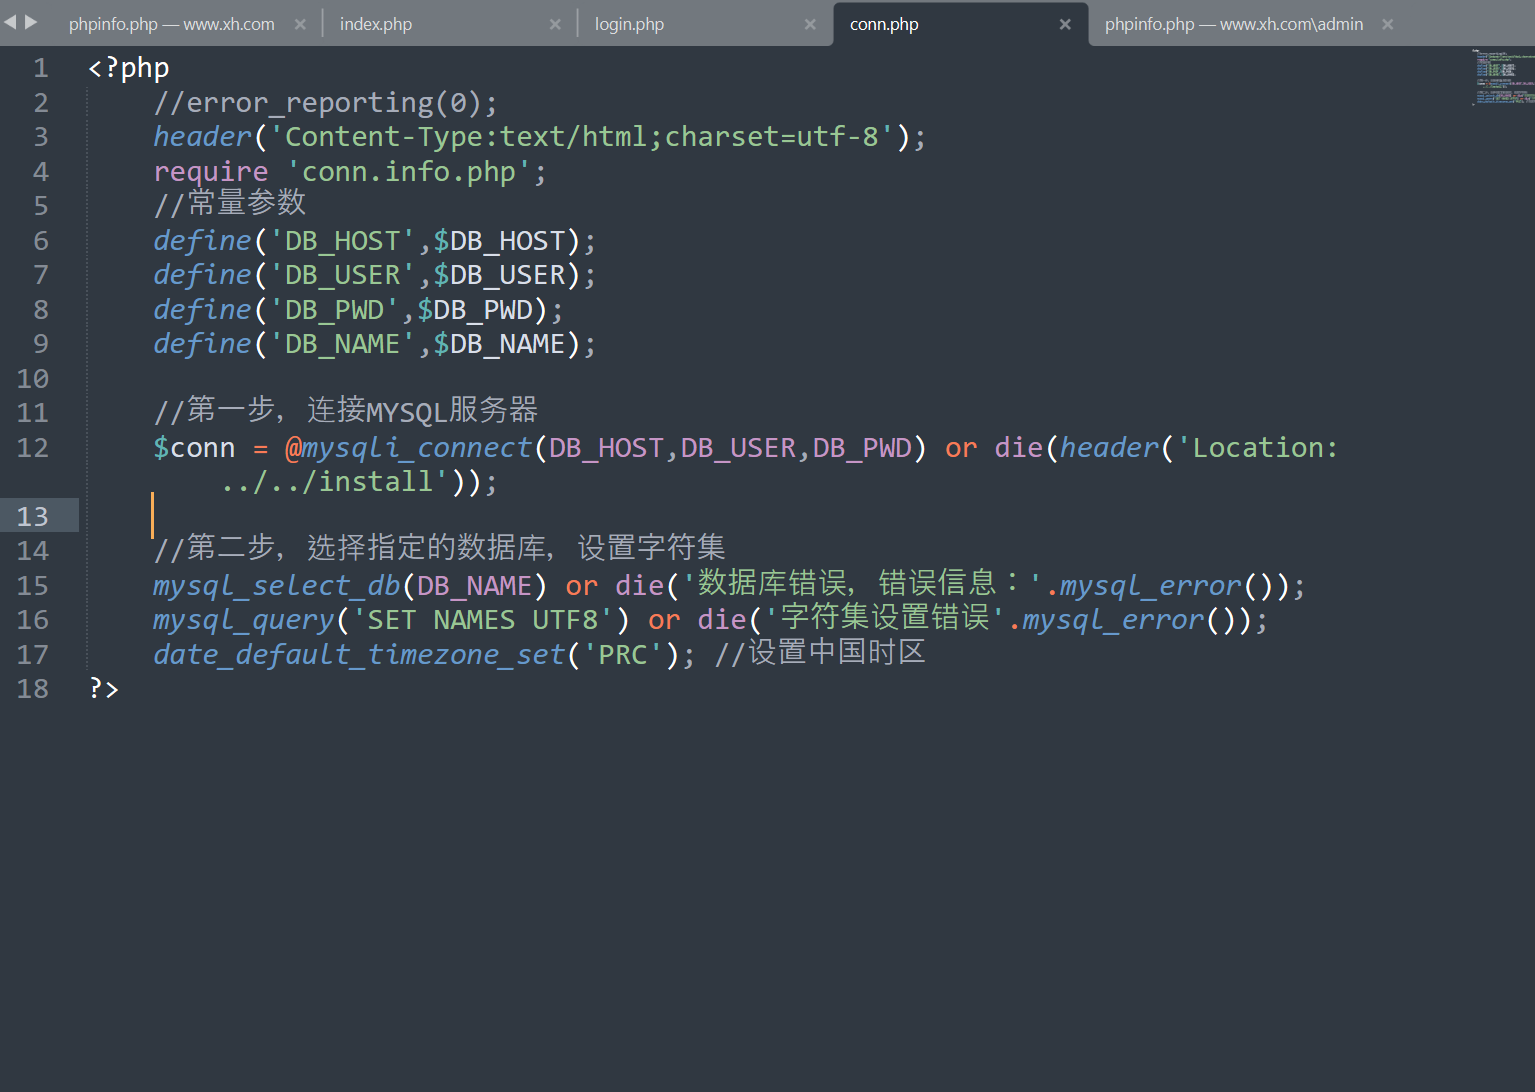 phpinfo.php — www.xh.com × index.php × login.php × conn.php × phpinfo.php — www.xh.com\admin ×
1 <?php
2 //error_reporting(0);
3 header('Content-Type:text/html;charset=utf-8');
4 require 'conn.info.php';
5 //常量参数
6 define('DB_HOST',$DB_HOST);
7 define('DB_USER',$DB_USER);
8 define('DB_PWD',$DB_PWD);
9 define('DB_NAME',$DB_NAME);
10
11 //第一步，连接MYSQL服务器
12 $conn = @mysqli_connect(DB_HOST,DB_USER,DB_PWD) or die(header('Location:
../../install'));
13
14 //第二步，选择指定的数据库，设置字符集
15 mysql_select_db(DB_NAME) or die('数据库错误，错误信息：'.mysql_error());
16 mysql_query('SET NAMES UTF8') or die('字符集设置错误'.mysql_error());
17 date_default_timezone_set('PRC'); //设置中国时区
18 ?>